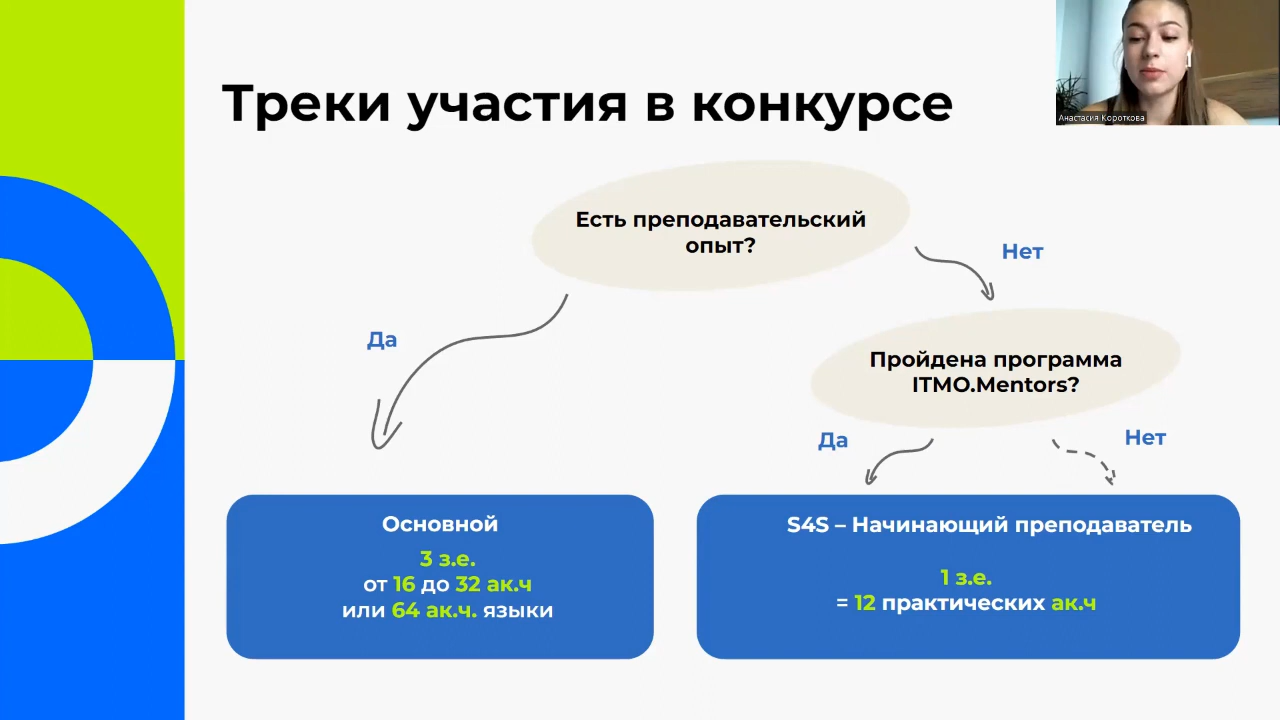 Треки участия в конкурсе
Анастасия Короткова
Есть преподавательский
опыт?
Нет
Да
Пройдена программа
ITMO.Mentors?
Да
Нет
Основной
3 з.е.
от 16 до 32 ак.ч
или 64 ак.ч. языки
S4S – Начинающий преподаватель
1 з.е.
= 12 практических ак.ч